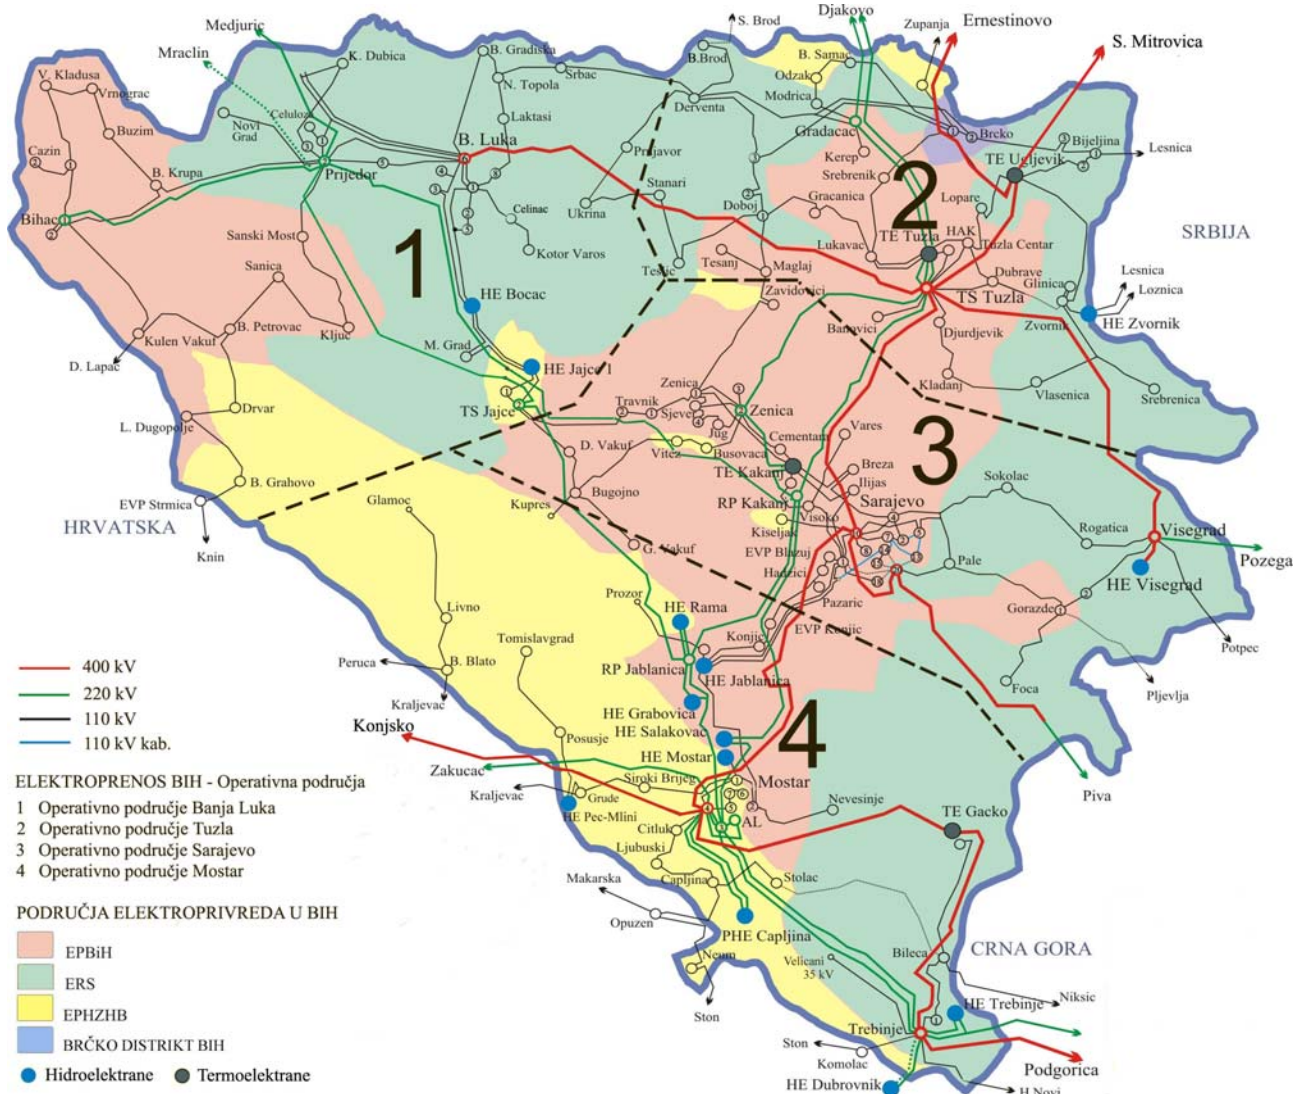 Medjuric
Mraclin
Djakovo
S. Brod
Zupanja
Ernestinovo
S. Mitrovica
V. Kladusa
Vrnograc
Buzim
Cazin
B. Krupa
Bihac
K. Dubica
Novi
Grad
Celuloza
Prijedor
B. Gradiška
N. Topola
Srbac
Laktasi
B. Luka
Celinac
Kotor Varos
B.Brod
Derventa
Prnjavor
Stanari
Ukrina
Doboj
Teslic
Tesanj
Maglaj
Zavidovici
B. Samac
Odzak
Modrica
Gradacac
Kerep
Srebrenik
Gracanica
Lukavac
Brcko
Bijeljina
Lesnica
TE Ugljevik
Lopare
HAK
TE Tuzla
Tuzla Centar
Dubrave
Glinica
TS Tuzla
Zvornik
HE Zvornik
Lesnica
Loznica
SRBIJA
Banovici
Djurdjevik
Kladanj
Vlasenica
Srebrenica
Sanski Most
Sanica
Kljuc
B. Petrovac
Kulen Vakuf
D. Lapac
Drvar
L. Dugopolje
B. Grahovo
EVP Strmica
Knin
HRVATSKA
HE Bocac
M. Grad
HE Jajce 1
TS Jajce
1
2
3
4
Travnik
Zenica
Sjever
Jug
Zenica
D. Vakuf
Vitez
Busovaca
Cementara
TE Kakanj
RP Kakanj
Vares
Breza
Ilijas
Sarajevo
Visoko
Kiseljak
EVP Blazuj
Hadzici
Pazaric
EVP Konjic
Konjic
Bugojno
Kupres
G. Vakuf
Prozor
Glamoc
Livno
Tomislavgrad
Peruca
B. Blato
Kraljevac
Sokolac
Rogatica
Visegrad
Pozega
HE Visegrad
Pale
Gorazde
Potpec
Foca
Pljevlja
Piva
HE Rama
RP Jablanica
HE Jablanica
HE Grabovica
HE Salakovac
HE Mostar
Mostar
Konjsko
Zakucac
Posusje
Siroki Brijeg
Kraljevac
Grude
HE Pec-Mlini
Citluk
Ljubuski
Capljina
Makarska
Opuzen
AL
Nevesinje
TE Gacko
Stolac
PHE Capljina
Neum
Ston
Velicani
35 kV
Bileca
CRNA GORA
Niksic
HE Trebinje
Trebinje
Ston
Komolac
HE Dubrovnik
Podgorica
H.Novi
400 kV
220 kV
110 kV
110 kV kab.
ELEKTROPRENOS BIH - Operativna područja
1 Operativno područje Banja Luka
2 Operativno područje Tuzla
3 Operativno područje Sarajevo
4 Operativno područje Mostar
PODRUČJA ELEKTROPRIVREDA U BIH
EPBiH
ERS
EPHZHB
BRČKO DISTRIKT BIH
Hidroelektrane
Termoelektrane